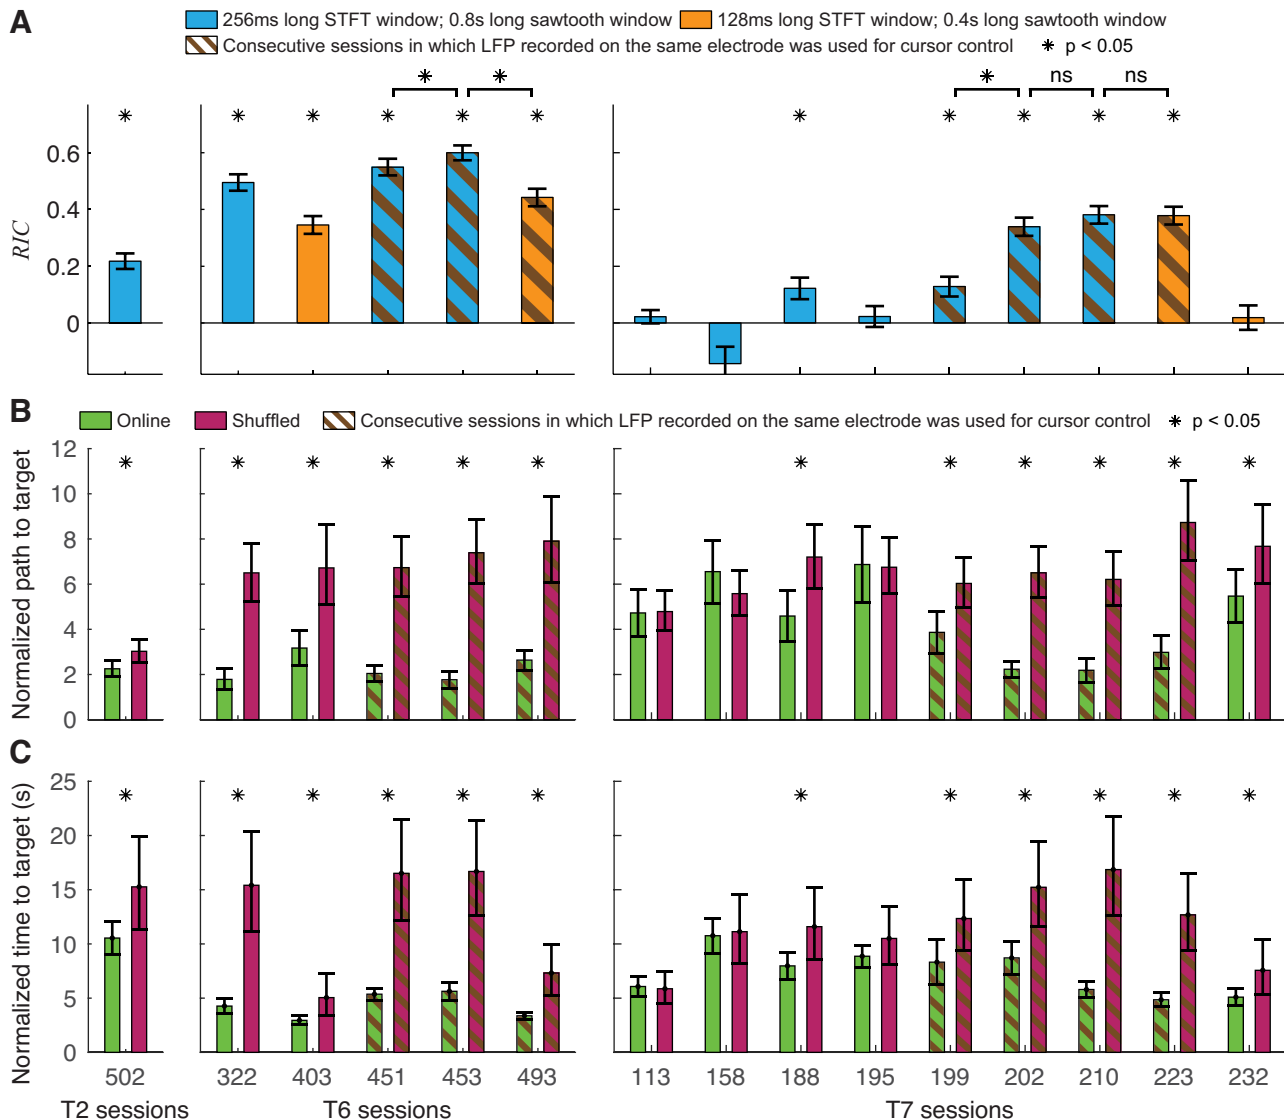 A
256ms long STFT window; 0.8s long sawtooth window 128ms long STFT window; 0.4s long sawtooth window
Consecutive sessions in which LFP recorded on the same electrode was used for cursor control * p < 0.05
* * * ns ns
* * * * * * * * * * *
RIC
0.6
0.4
0.2
0
B
Online Shuffled Consecutive sessions in which LFP recorded on the same electrode was used for cursor control * p < 0.05
Normalized path to target
12
10
8
6
4
2
0
* * * * * * * * * * * *
C
Normalized time to target (s)
25
20
15
10
5
0
* * * * * * * * * * * *
502 322 403 451 453 493 113 158 188 195 199 202 210 223 232
T2 sessions T6 sessions T7 sessions